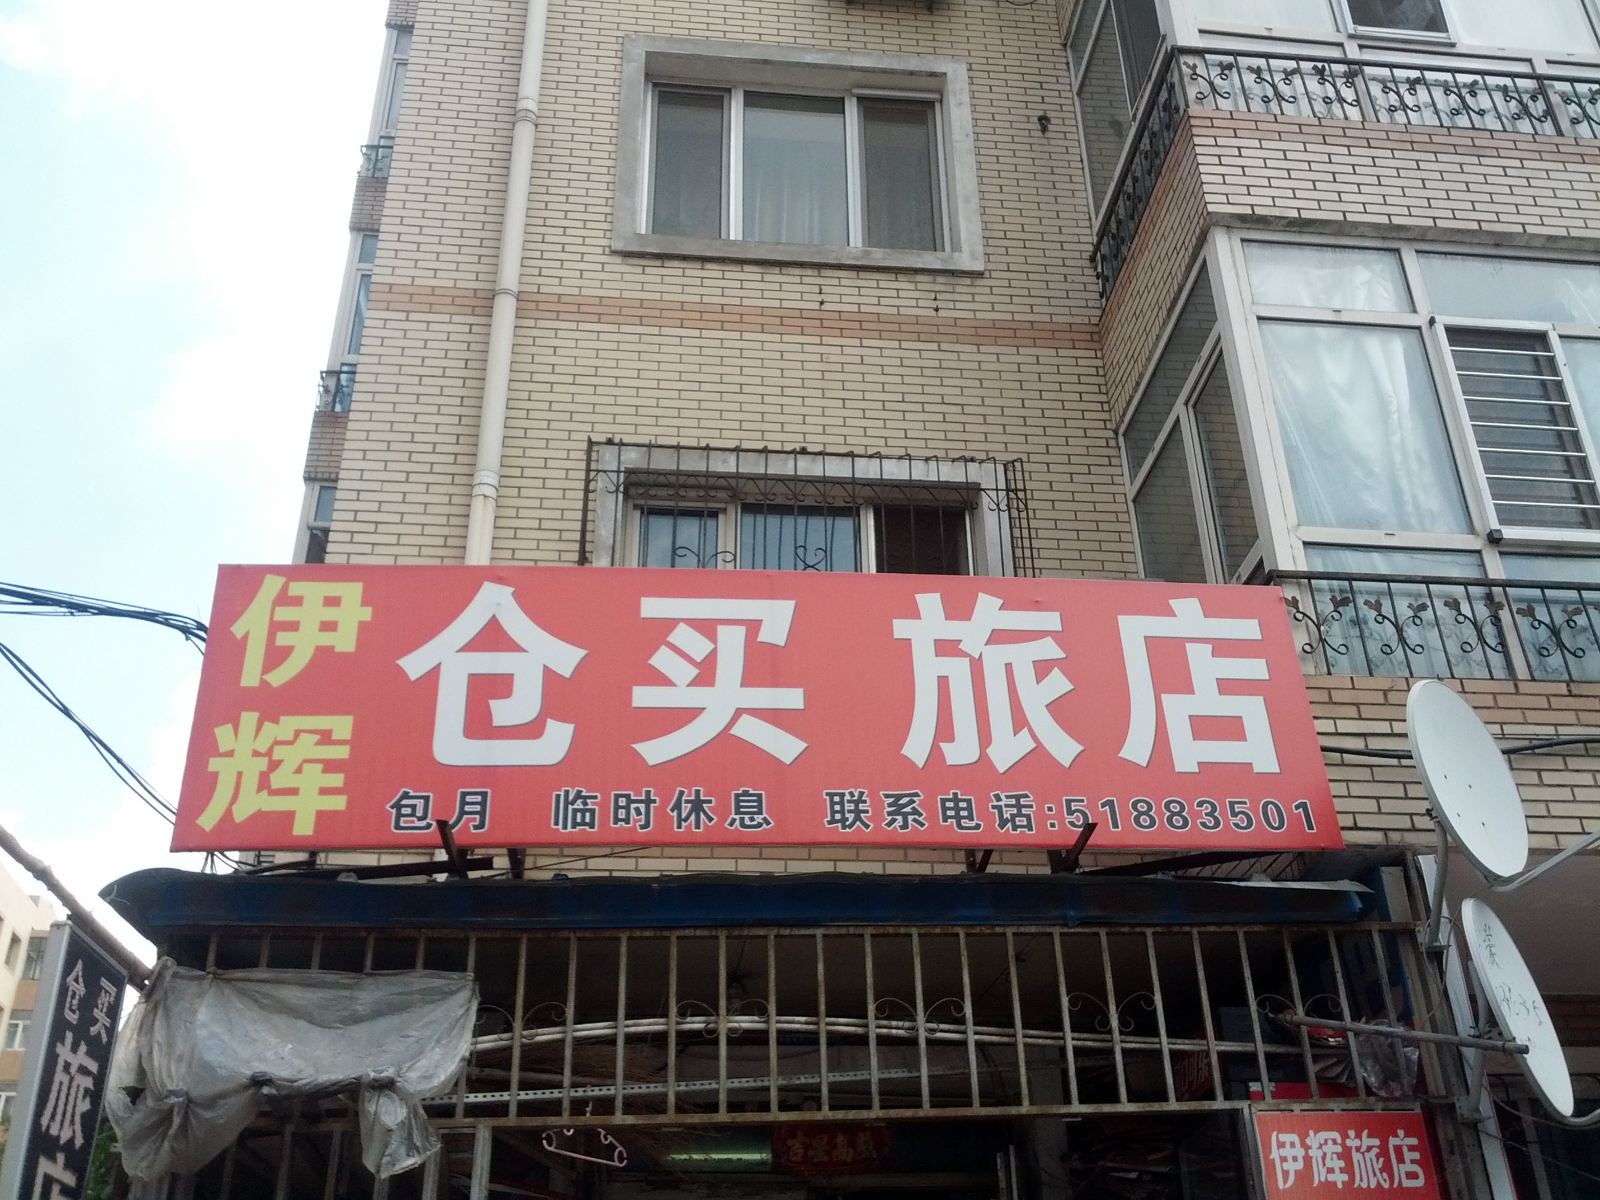 伊辉
仓买 旅店
包月 临时休息 联系电话:51883501
仓买
旅店
吉星高照
伊辉旅店